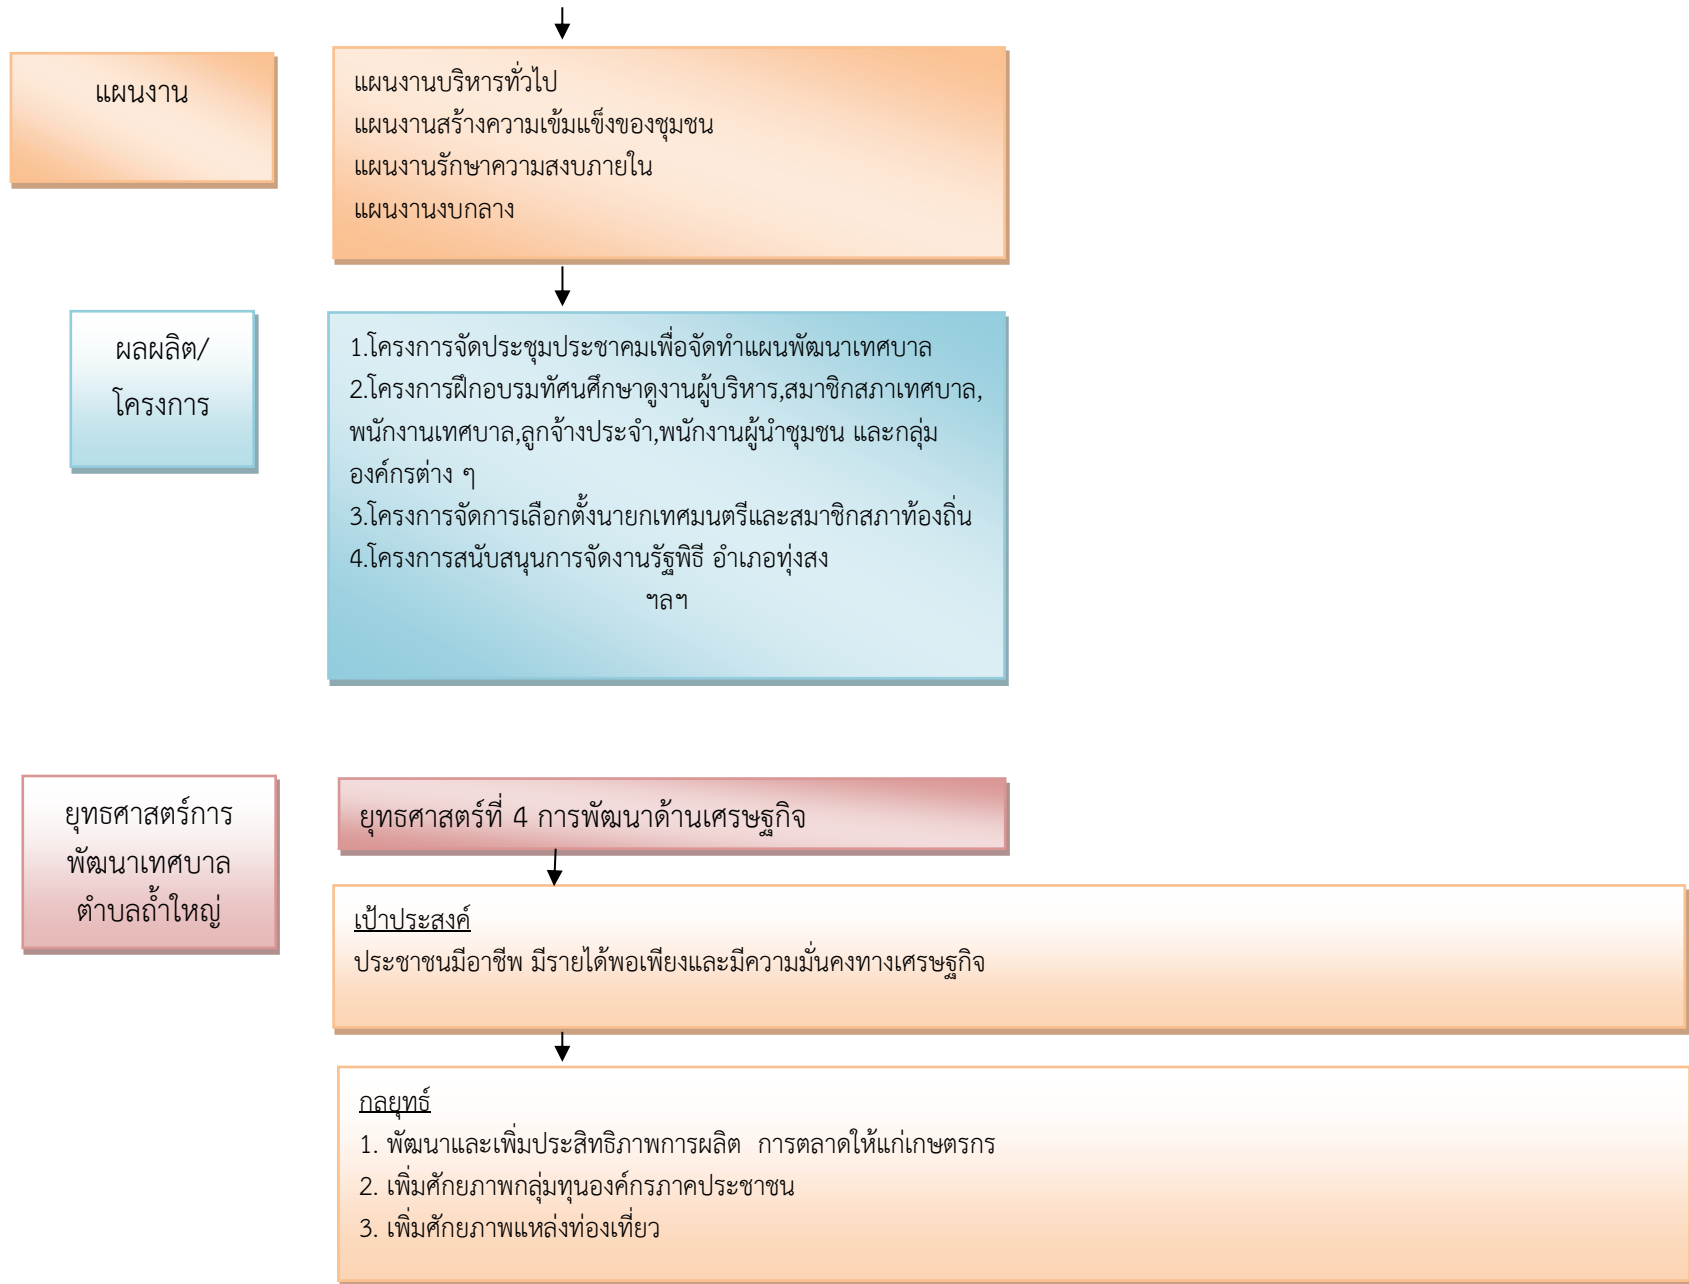 แผนงาน
แผนงานบริหารทั่วไป
แผนงานสร้างความเข้มแข็งของชุมชน
แผนงานรักษาความสงบภายใน
แผนงานงบกลาง
ผลผลิต/
โครงการ
1.โครงการจัดประชุมประชาคมเพื่อจัดทำแผนพัฒนาเทศบาล
2.โครงการฝึกอบรมทัศนศึกษาดูงานผู้บริหาร,สมาชิกสภาเทศบาล,
พนักงานเทศบาล,ลูกจ้างประจำ,พนักงานผู้นำชุมชน และกลุ่ม
องค์กรต่าง ๆ
3.โครงการจัดการเลือกตั้งนายกเทศมนตรีและสมาชิกสภาท้องถิ่น
4.โครงการสนับสนุนการจัดงานรัฐพิธี อำเภอทุ่งสง
ฯลฯ
ยุทธศาสตร์การ
พัฒนาเทศบาล
ตำบลถ้ำใหญ่
ยุทธศาสตร์ที่ 4 การพัฒนาด้านเศรษฐกิจ
เป้าประสงค์
ประชาชนมีอาชีพ มีรายได้พอเพียงและมีความมั่นคงทางเศรษฐกิจ
กลยุทธ์
1. พัฒนาและเพิ่มประสิทธิภาพการผลิต  การตลาดให้แก่เกษตรกร
2. เพิ่มศักยภาพกลุ่มทุนองค์กรภาคประชาชน
3. เพิ่มศักยภาพแหล่งท่องเที่ยว